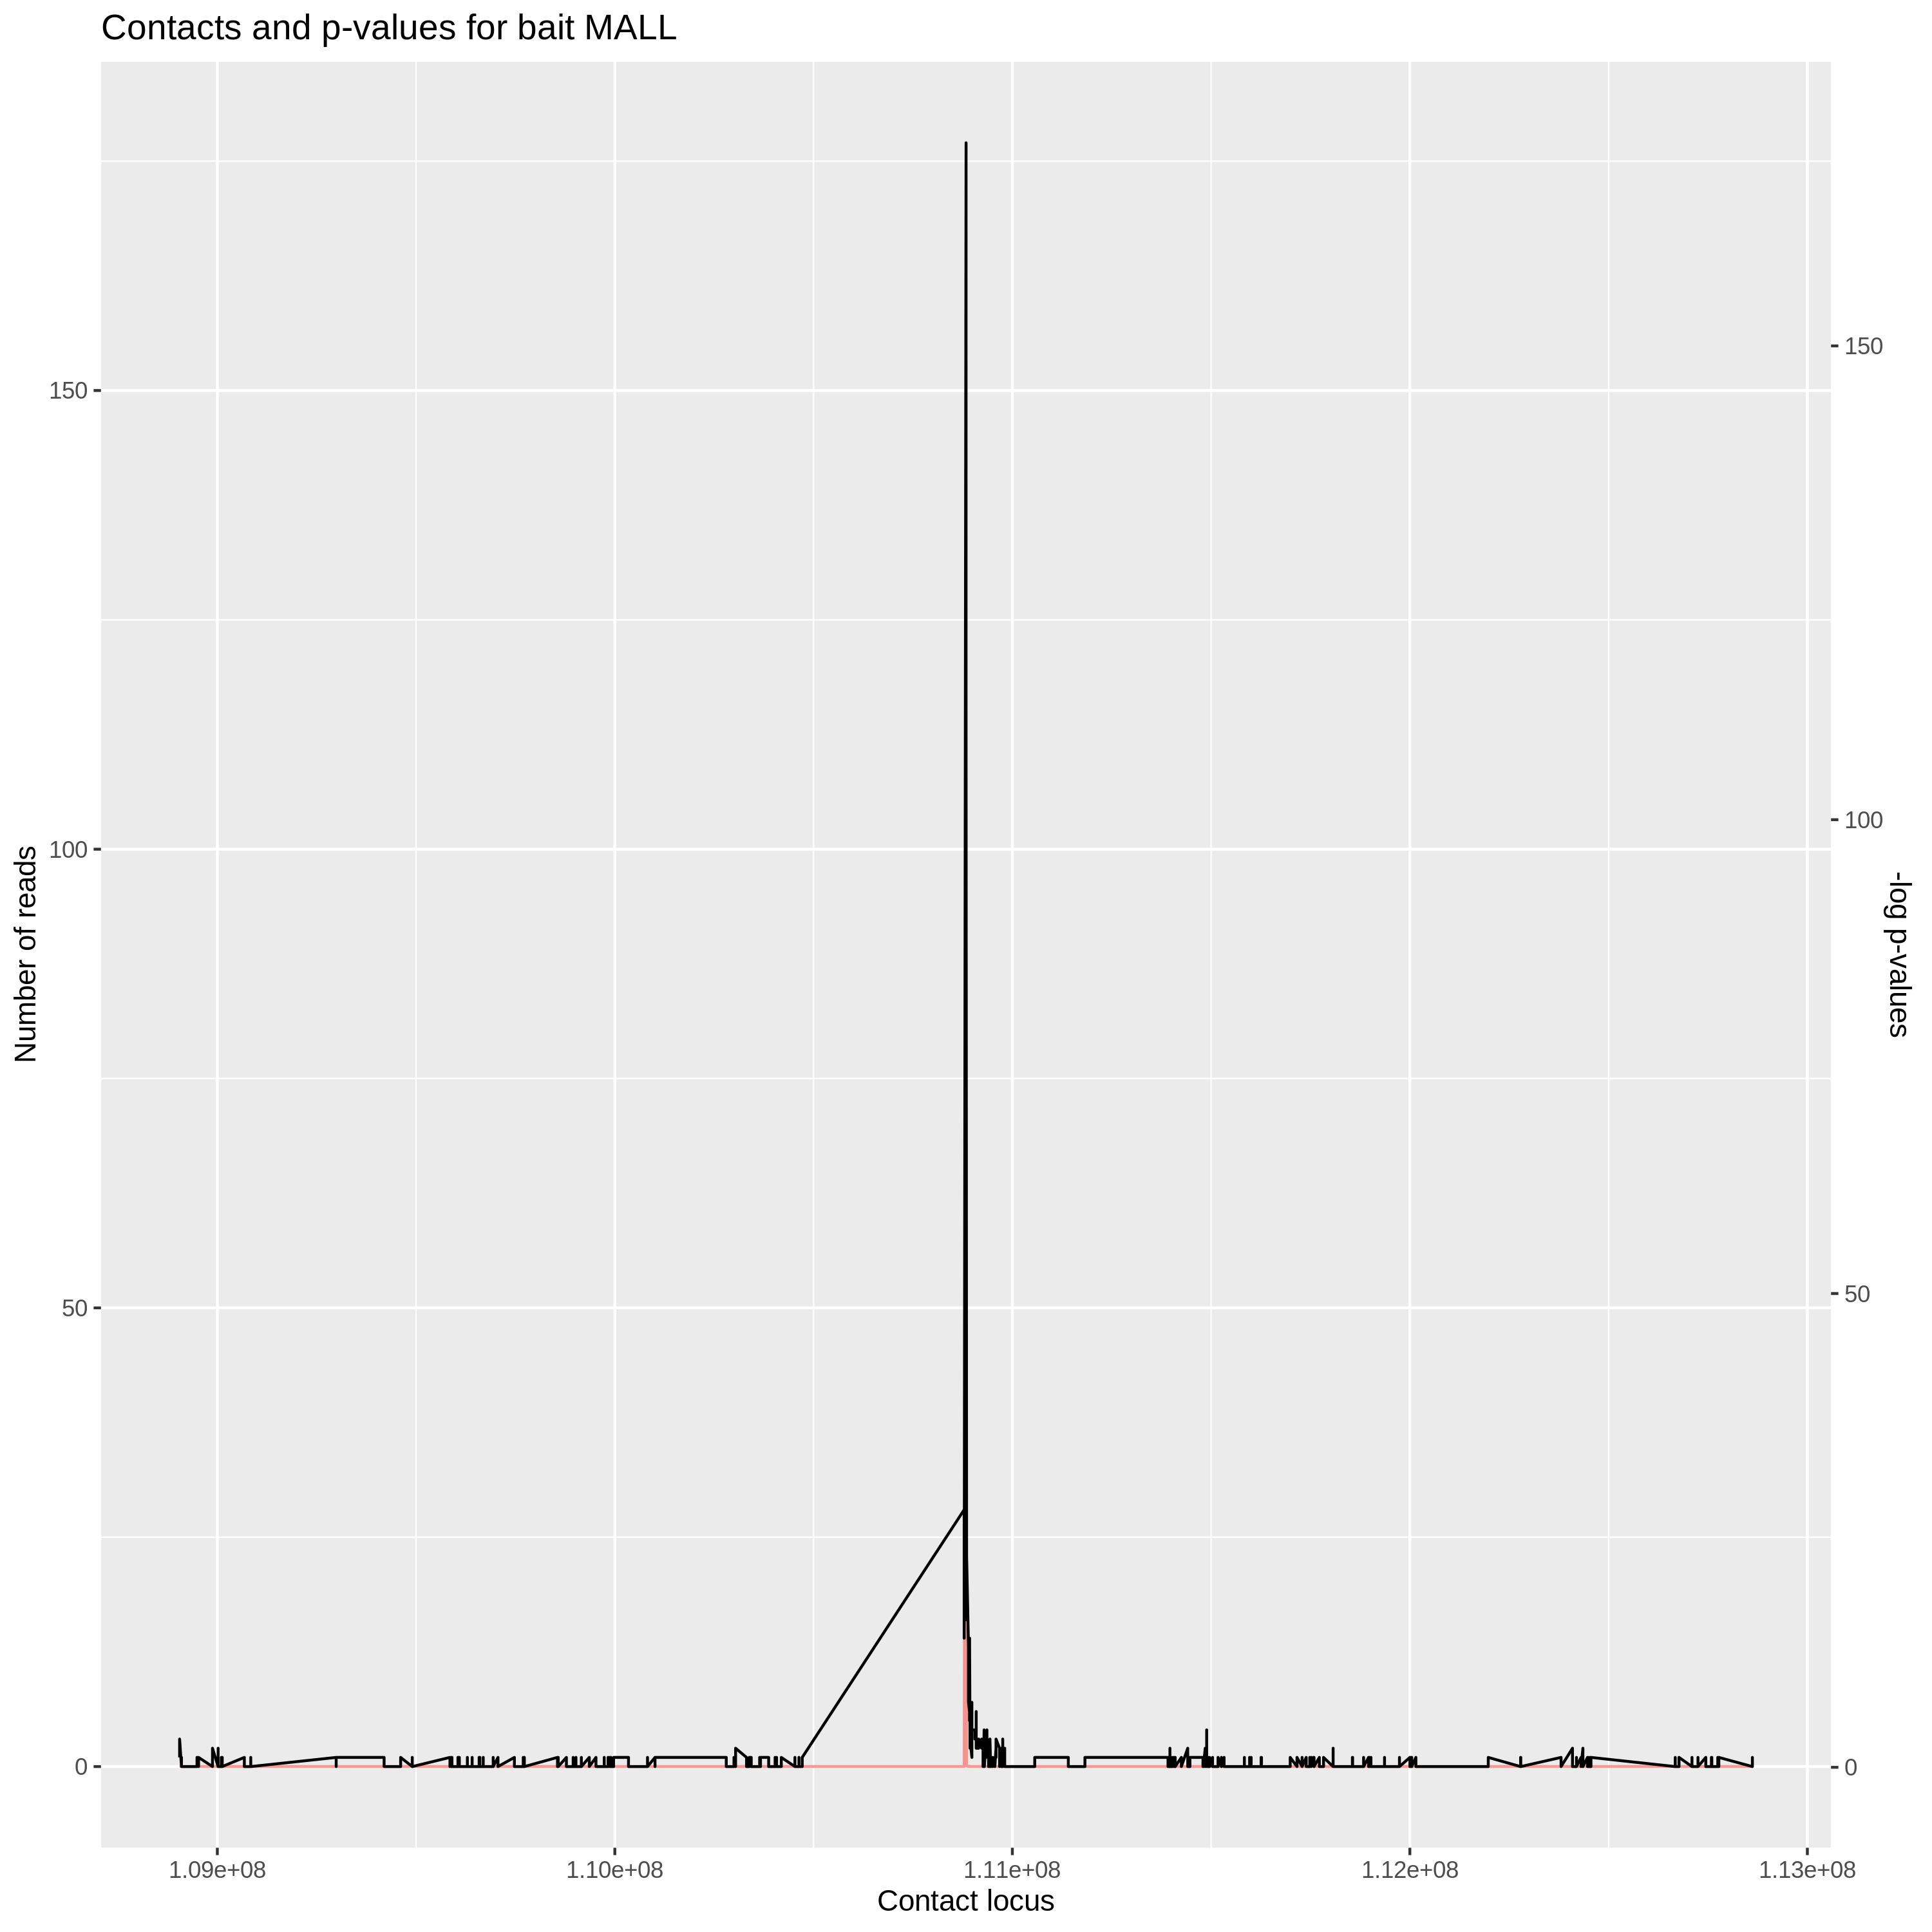 Contacts and p-values for bait MALL
150
100
50
0
150
100
50
0
Number of reads
-log p-values
1.09e+08
1.10e+08
1.11e+08
1.12e+08
1.13e+08
Contact locus